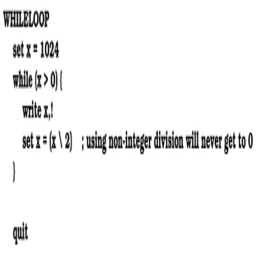 WHILELOOP
set x = 1024
while (x > 0) {
write x,!
set x = (x \ 2) ; using non-integer division will never get to 0
}
quit